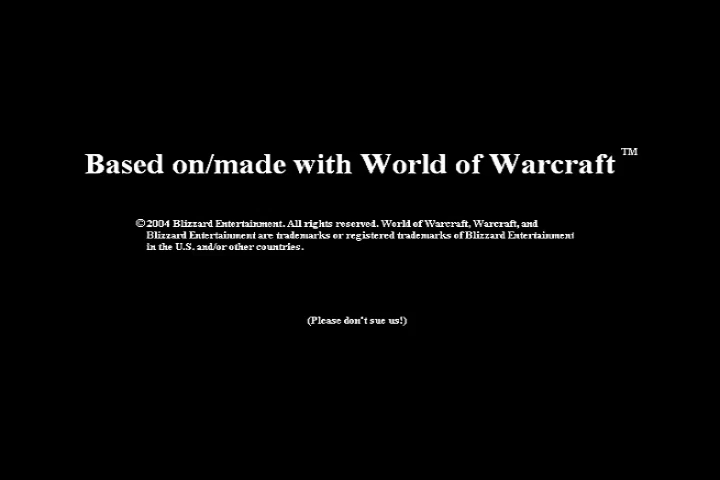 Based on/made with World of Warcraft ™
©2004 Blizzard Entertainment. All rights reserved. World of Warcraft, Warcraft, and
Blizzard Entertainment are trademarks or registered trademarks of Blizzard Entertainment
in the U.S. and/or other countries.
(Please don't sue us!)